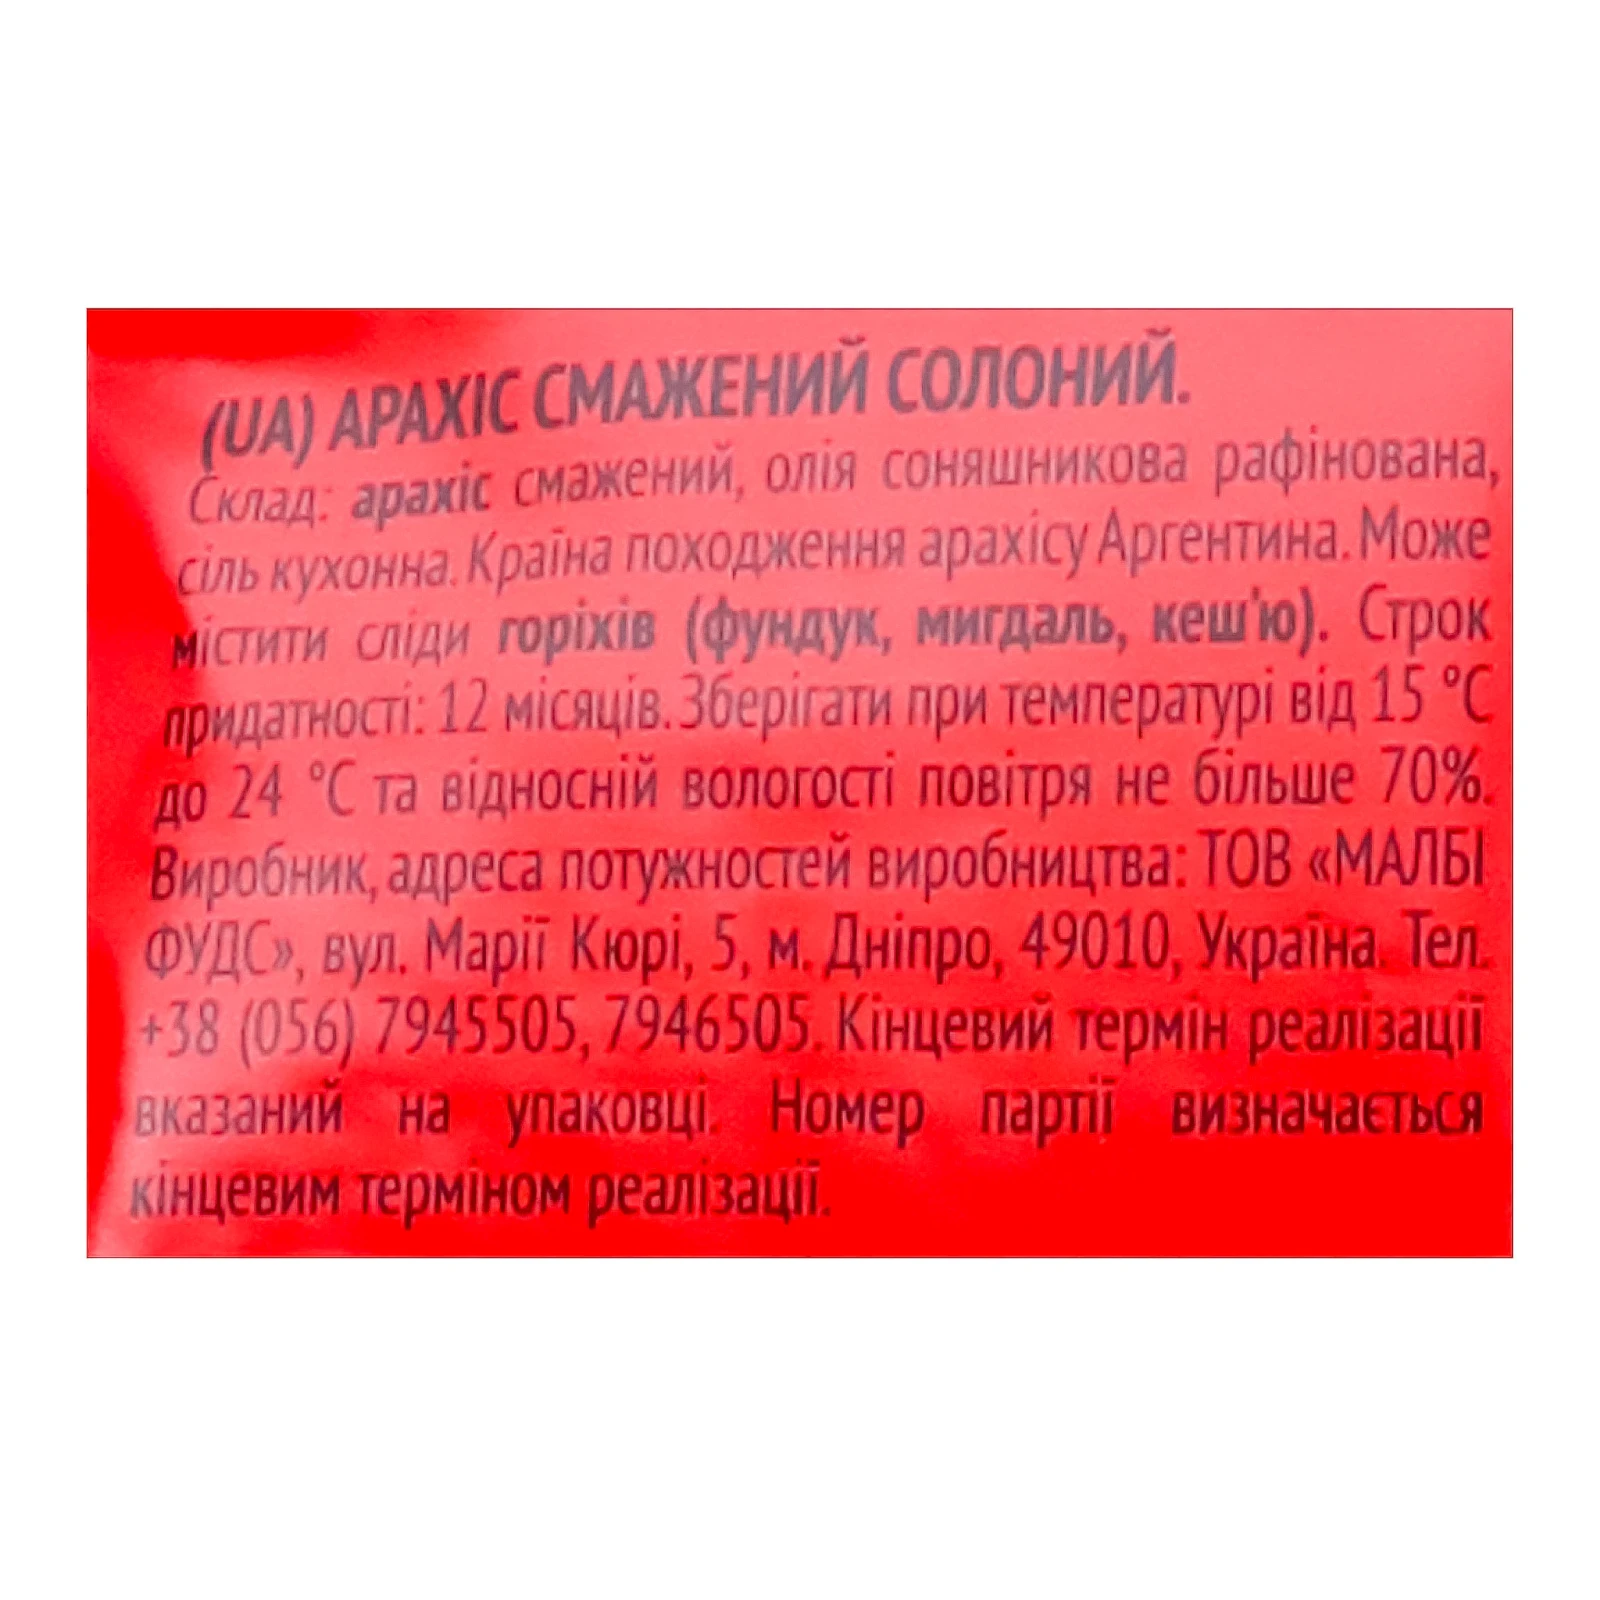 (UA) АРАХІС СМАЖЕНИЙ СОЛОНИЙ.
Склад: арахіс смажений, олія соняшникова рафінована,
сіль кухонна. Країна походження арахісу Аргентина. Може
містити сліди горіхів (фундук, мигдаль, кеш'ю). Строк
придатності: 12 місяців. Зберігати при температурі від 15 °C
до 24 °C та відносній вологості повітря не більше 70%.
Виробник, адреса потужностей виробництва: ТОВ «МАЛБІ
ФУДС», вул. Марії Кюрі, 5, м. Дніпро, 49010, Україна. Тел.
+38 (056) 7945505, 7946505. Кінцевий термін реалізації
вказаний на упаковці. Номер партії визначається
кінцевим терміном реалізації.